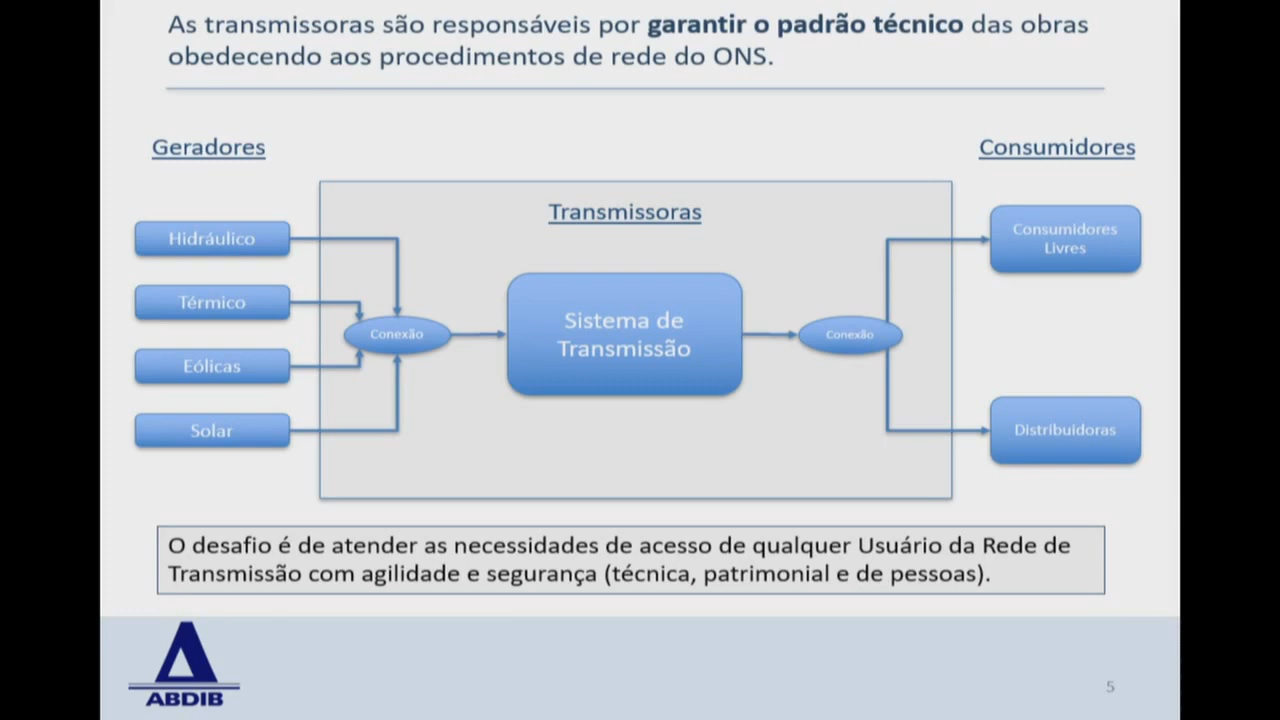 As transmissoras são responsáveis por garantir o padrão técnico das obras
obedecendo aos procedimentos de rede do ONS.
Geradores
Consumidores
Transmissoras
Hidráulico
Térmico
Eólicas
Solar
Conexão
Sistema de
Transmissão
Conexão
Consumidores
Livres
Distribuidoras
O desafio é de atender as necessidades de acesso de qualquer Usuário da Rede de
Transmissão com agilidade e segurança (técnica, patrimonial e de pessoas).
ABDIB
5